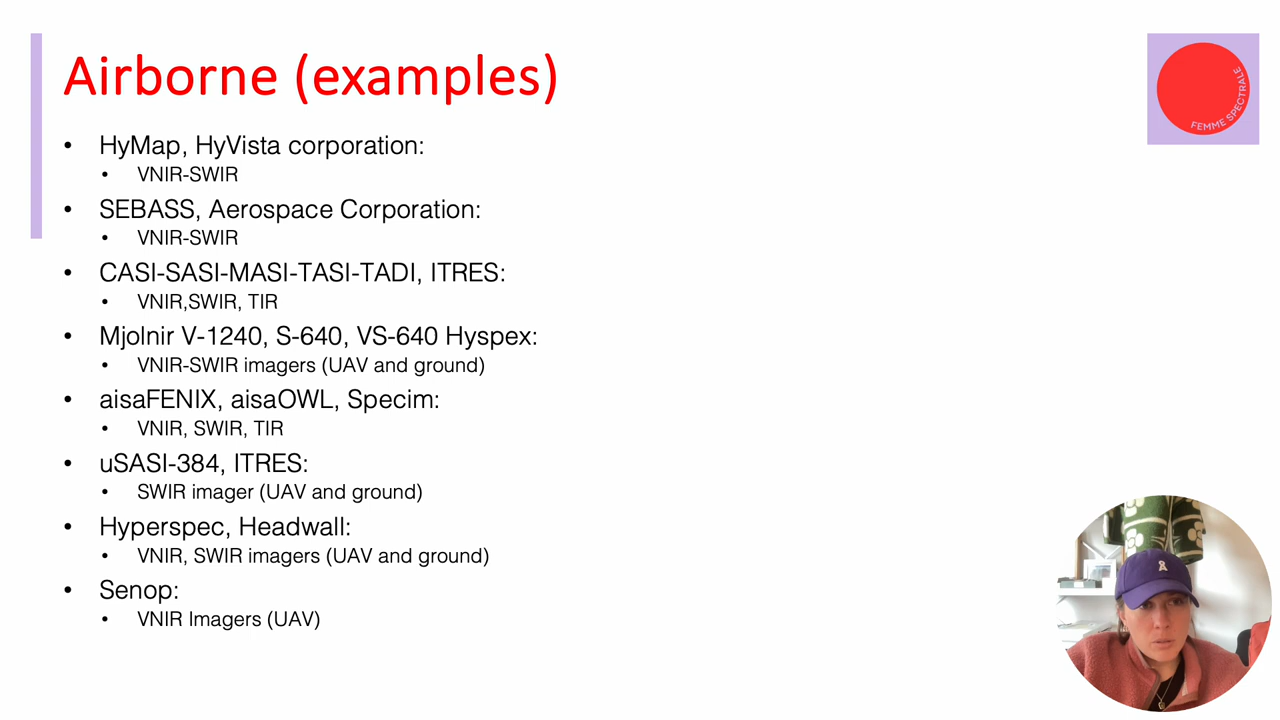 Airborne (examples)
FEMME SPECTRALE
• HyMap, HyVista corporation:
• VNIR-SWIR
• SEBASS, Aerospace Corporation:
• VNIR-SWIR
• CASI-SASI-MASI-TASI-TADI, ITRES:
• VNIR,SWIR, TIR
• Mjolnir V-1240, S-640, VS-640 Hyspex:
• VNIR-SWIR imagers (UAV and ground)
• aisaFENIX, aisaOWL, Specim:
• VNIR, SWIR, TIR
• uSASI-384, ITRES:
• SWIR imager (UAV and ground)
• Hyperspec, Headwall:
• VNIR, SWIR imagers (UAV and ground)
• Senop:
• VNIR Imagers (UAV)